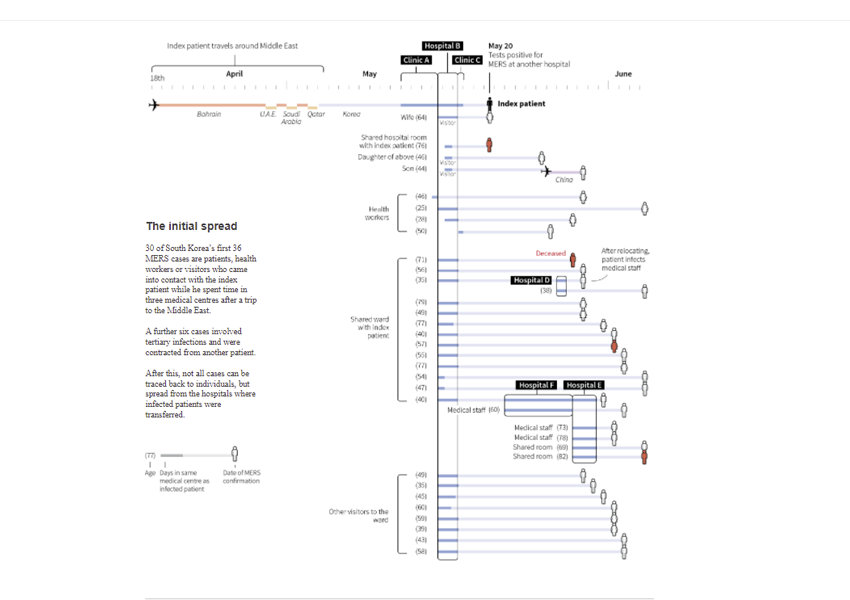 Index patient travels around Middle East
Hospital B
May 20
Clinic A
Clinic C
Tests positive for
MERS at another hospital
18th
April
May
June
Index patient
Bahrain
U.A.E.
Saudi
Arabia
Qatar
Korea
Wife (64)
Visitor
Shared hospital room
with index patient (76)
Daughter of above (46)
Visitor
Son (44)
Visitor
China
Health
workers
(46)
(25)
(28)
(50)
The initial spread
30 of South Korea's first 36
MERS cases are patients, health
workers or visitors who came
into contact with the index
patient while he spent time in
three medical centres after a trip
to the Middle East.
A further six cases involved
tertiary infections and were
contracted from another patient.
After this, not all cases can be
traced back to individuals, but
spread from the hospitals where
infected patients were
transferred.
Deceased
After relocating,
patient infects
medical staff
Hospital D
Shared ward
with index
patient
(71)
(56)
(35)
(38)
(79)
(49)
(77)
(40)
(57)
(55)
(77)
(54)
(47)
(40)
Hospital F
Hospital E
Medical staff (60)
Medical staff (73)
Medical staff (78)
Shared room (69)
Shared room (82)
(77)
Age
Days in same
medical centre as
infected patient
Date of MERS
confirmation
Other visitors to the
ward
(49)
(35)
(45)
(60)
(59)
(39)
(43)
(58)